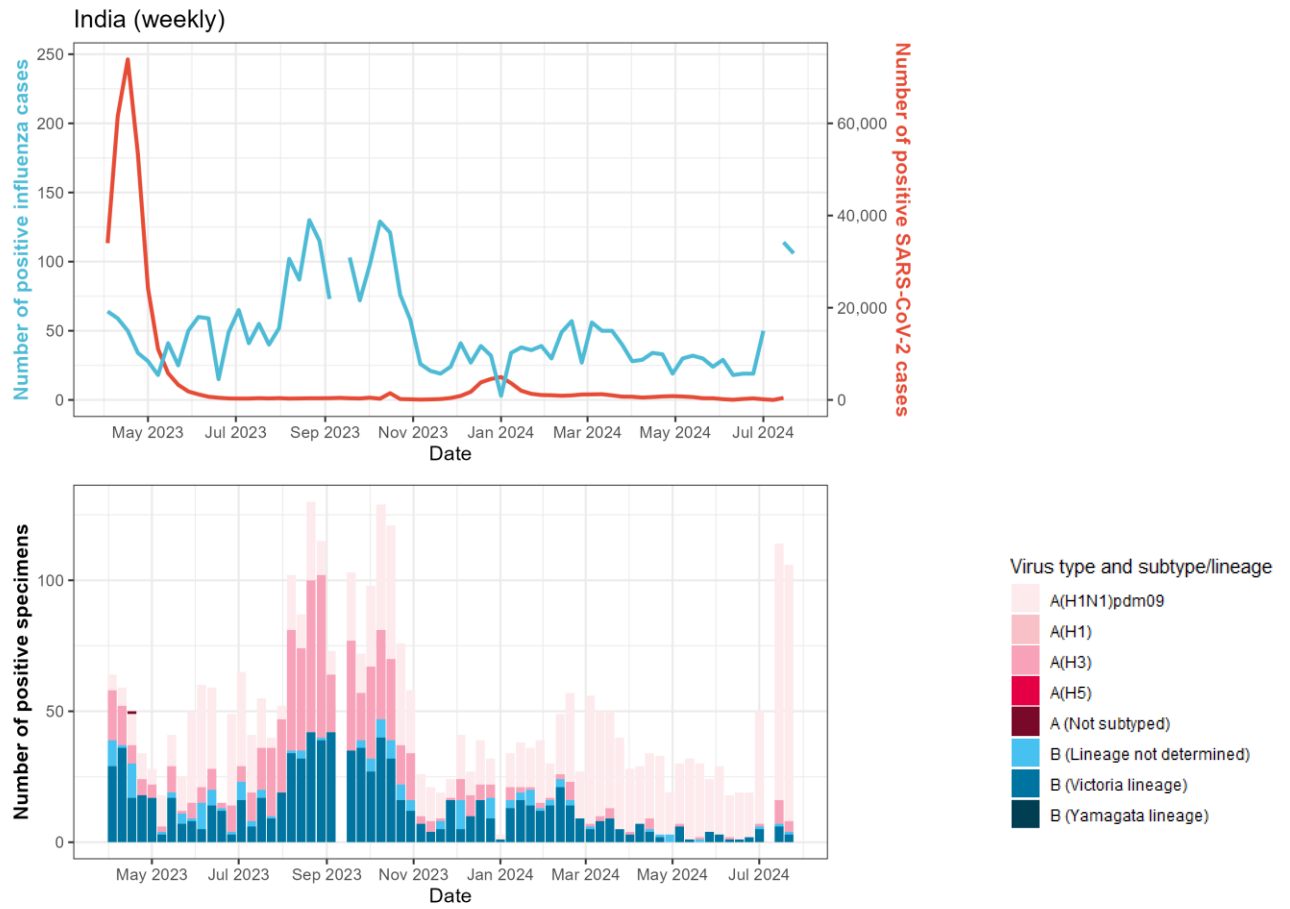 India (weekly)
Number of positive influenza cases
250
200
150
100
50
0
60,000
40,000
20,000
0
Number of positive SARS-CoV-2 cases
May 2023 Jul 2023 Sep 2023 Nov 2023 Jan 2024 Mar 2024 May 2024 Jul 2024
Date
Number of positive specimens
100
50
0
May 2023 Jul 2023 Sep 2023 Nov 2023 Jan 2024 Mar 2024 May 2024 Jul 2024
Date
Virus type and subtype/lineage
A(H1N1)pdm09
A(H1)
A(H3)
A(H5)
A (Not subtyped)
B (Lineage not determined)
B (Victoria lineage)
B (Yamagata lineage)